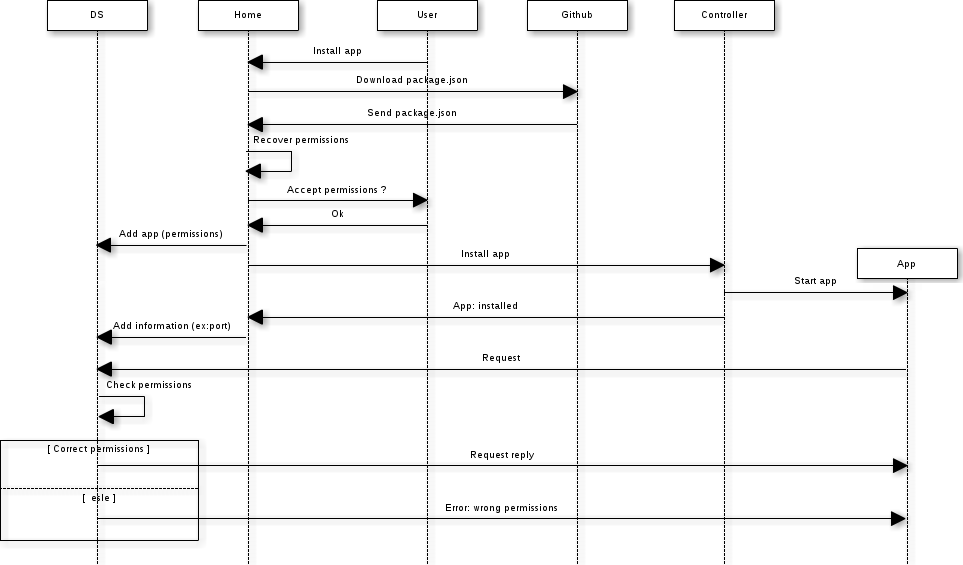 DS
Home
User
Github
Controller
Install app
Download package.json
Send package.json
Recover permissions
Accept permissions ?
Ok
Add app (permissions)
Install app
App
Start app
App: installed
Add information (ex:port)
Request
Check permissions
[ Correct permissions ]
Request reply
[ esle ]
Error: wrong permissions